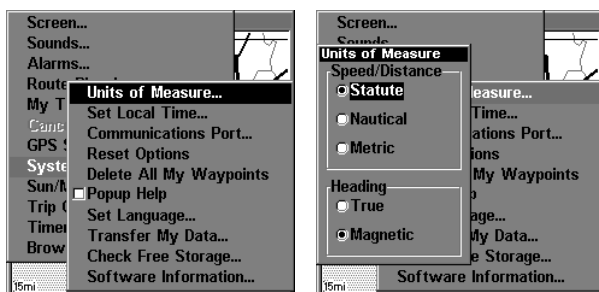 Screen...
Sounds...
Alarms...
Route
My T
Canc
GPS S
Syste
Sun/M
Trip C
Timer
Brow
15mi
Units of Measure...
Set Local Time...
Communications Port...
Reset Options
Delete All My Waypoints
Popup Help
Set Language...
Transfer My Data...
Check Free Storage...
Software Information...
Screen...
Sounds
Units of Measure
Speed/Distance
Statute
Nautical
Metric
Heading
True
Magnetic
easure...
Time...
ations Port...
ions
My Waypoints
age...
My Data...
e Storage...
Software Information...
15mi